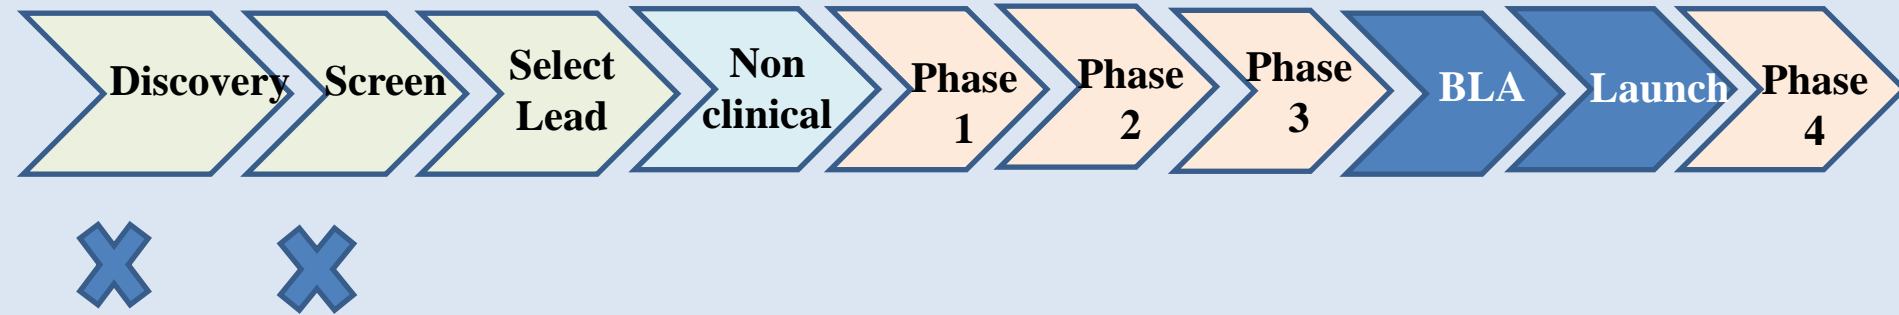 Discovery
Screen
Select
Lead
Non
clinical
Phase
1
Phase
2
Phase
3
BLA
Launch
Phase
4